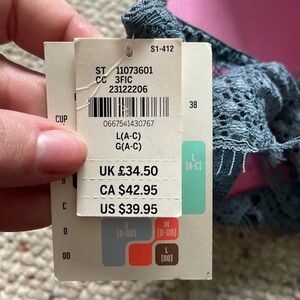 S1-412
ST 11073601
CC 3FIC
23122206
0667541430767
L(A-C)
G(A-C)
UK £34.50
CA $42.95
US $39.95
CUP
38
B
C
D
DD
L
[A-C]
S
[D-DD]
M
[D-DD]
L
[DD]